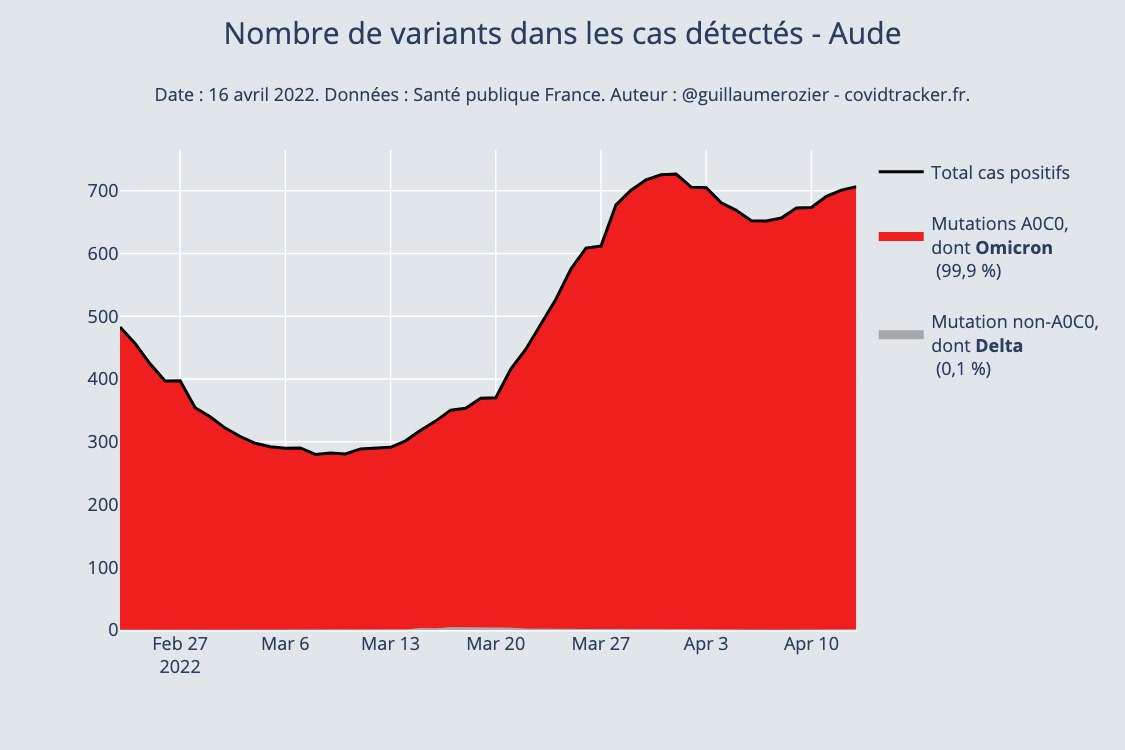 Nombre de variants dans les cas détectés - Aude
Date : 16 avril 2022. Données : Santé publique France. Auteur : @guillaumerozier - covidtracker.fr.
700
600
500
400
300
200
100
0
Feb 27
2022
Mar 6
Mar 13
Mar 20
Mar 27
Apr 3
Apr 10
Total cas positifs
Mutations A0C0,
dont Omicron
(99,9 %)
Mutation non-A0C0,
dont Delta
(0,1 %)